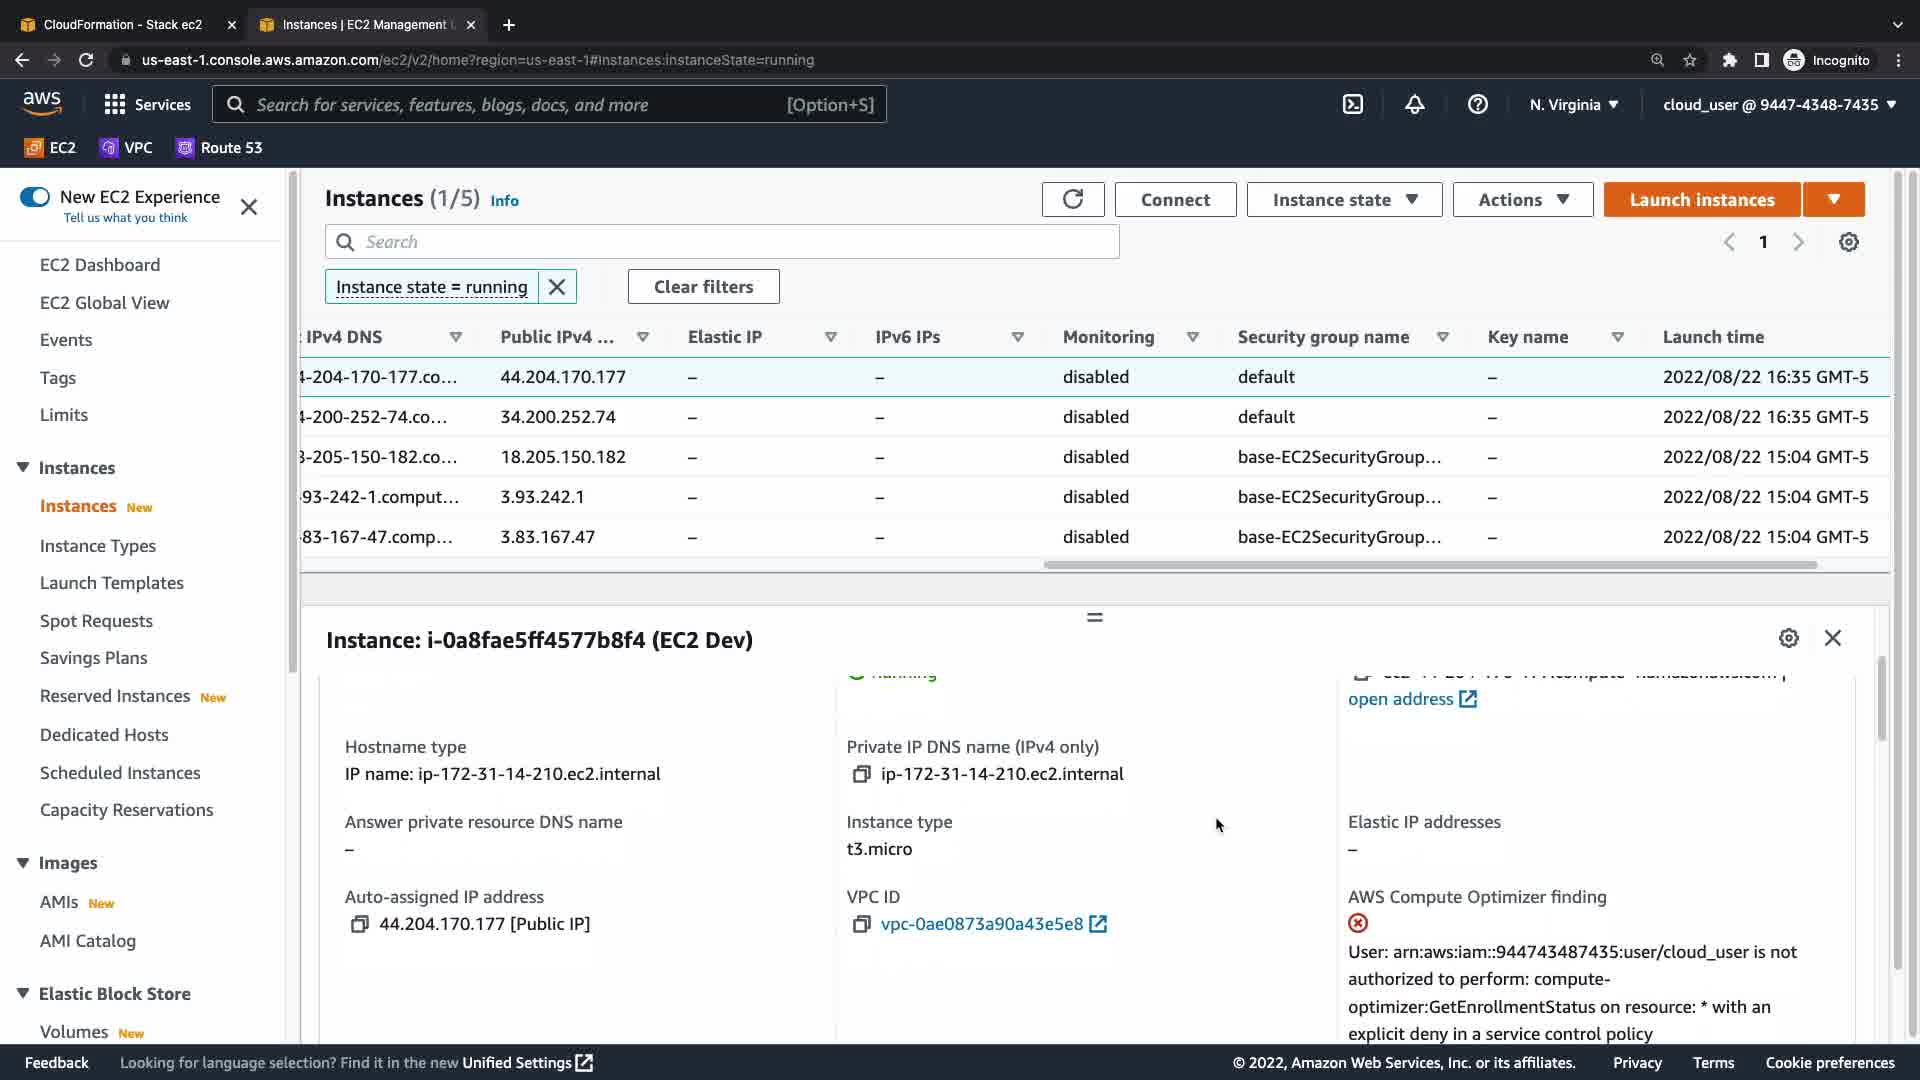 CloudFormation - Stack ec2
Instances | EC2 Management
us-east-1.console.aws.amazon.com/ec2/v2/home?region=us-east-1#Instances:instanceState=running
Incognito
aws
Services
Search for services, features, blogs, docs, and more
[Option+S]
N. Virginia
cloud_user @ 9447-4348-7435
EC2
VPC
Route 53
New EC2 Experience
Tell us what you think
EC2 Dashboard
EC2 Global View
Events
Tags
Limits
Instances
Instances New
Instance Types
Launch Templates
Spot Requests
Savings Plans
Reserved Instances New
Dedicated Hosts
Scheduled Instances
Capacity Reservations
Images
AMIs New
AMI Catalog
Elastic Block Store
Volumes New
Instances (1/5) Info
Connect
Instance state
Actions
Launch instances
Search
1
Instance state = running
Clear filters
IPv4 DNS Public IPv4 ... Elastic IP IPv6 IPs Monitoring Security group name Key name Launch time
4-204-170-177.co... 44.204.170.177 – – disabled default – 2022/08/22 16:35 GMT-5
4-200-252-74.co... 34.200.252.74 – – disabled default – 2022/08/22 16:35 GMT-5
3-205-150-182.co... 18.205.150.182 – – disabled base-EC2SecurityGroup... – 2022/08/22 15:04 GMT-5
-93-242-1.comput... 3.93.242.1 – – disabled base-EC2SecurityGroup... – 2022/08/22 15:04 GMT-5
-83-167-47.comp... 3.83.167.47 – – disabled base-EC2SecurityGroup... – 2022/08/22 15:04 GMT-5
Instance: i-0a8fae5ff4577b8f4 (EC2 Dev)
open address
Hostname type
IP name: ip-172-31-14-210.ec2.internal
Private IP DNS name (IPv4 only)
ip-172-31-14-210.ec2.internal
Answer private resource DNS name
–
Instance type
t3.micro
Elastic IP addresses
–
Auto-assigned IP address
44.204.170.177 [Public IP]
VPC ID
vpc-0ae0873a90a43e5e8
AWS Compute Optimizer finding
User: arn:aws:iam::944743487435:user/cloud_user is not
authorized to perform: compute-
optimizer:GetEnrollmentStatus on resource: * with an
explicit deny in a service control policy
Feedback
Looking for language selection? Find it in the new Unified Settings
© 2022, Amazon Web Services, Inc. or its affiliates.
Privacy
Terms
Cookie preferences